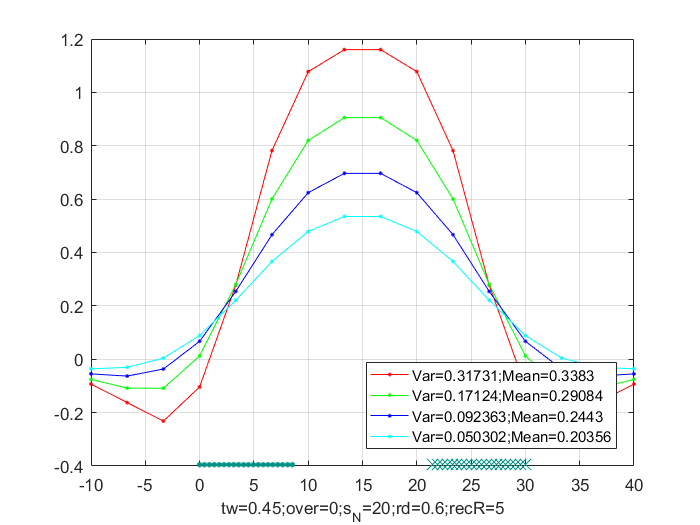 1.2
1
0.8
0.6
0.4
0.2
0
-0.2
-0.4
Var=0.31731;Mean=0.3383
Var=0.17124;Mean=0.29084
Var=0.092363;Mean=0.2443
Var=0.050302;Mean=0.20356
-10 -5 0 5 10 15 20 25 30 35 40
tw=0.45;over=0;s_N=20;rd=0.6;recR=5